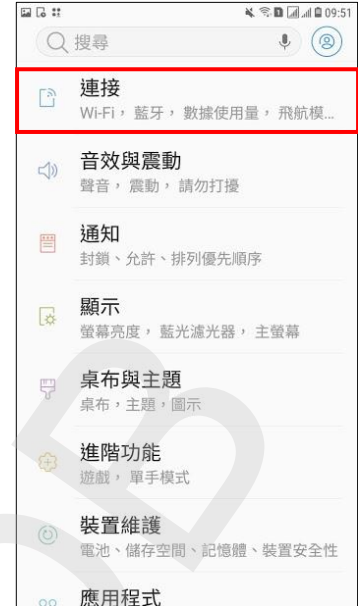 09:51
搜尋
連接
Wi-Fi， 藍牙， 數據使用量， 飛航模...
音效與震動
聲音， 震動， 請勿打擾
通知
封鎖、允許、排列優先順序
顯示
螢幕亮度， 藍光濾光器， 主螢幕
桌布與主題
桌布，主題，圖示
進階功能
遊戲， 單手模式
裝置維護
電池、儲存空間、記憶體、裝置安全性
應用程式